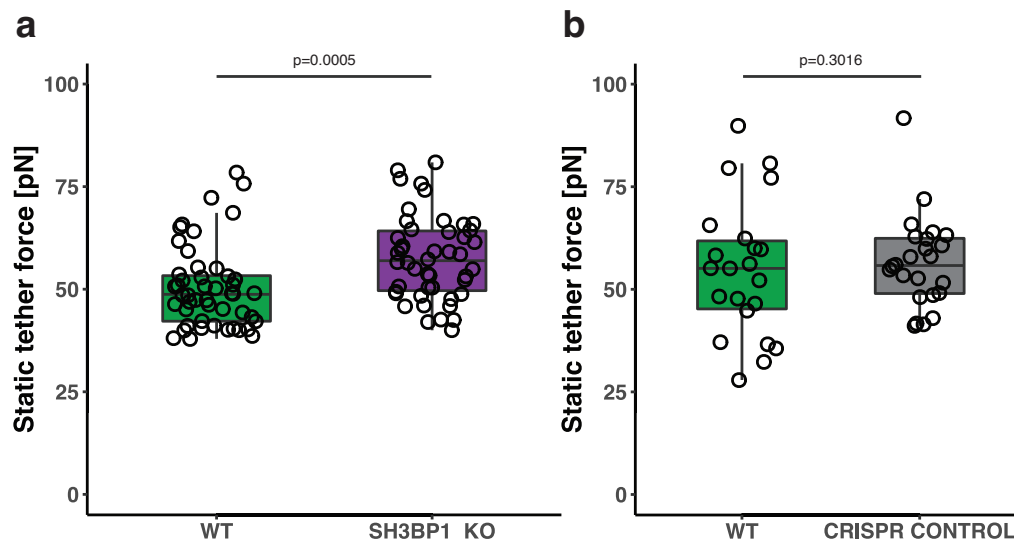 a
p=0.0005
Static tether force [pN]
100
75
50
25
0
WT SH3BP1 KO
b
p=0.3016
Static tether force [pN]
100
75
50
25
0
WT CRISPR CONTROL